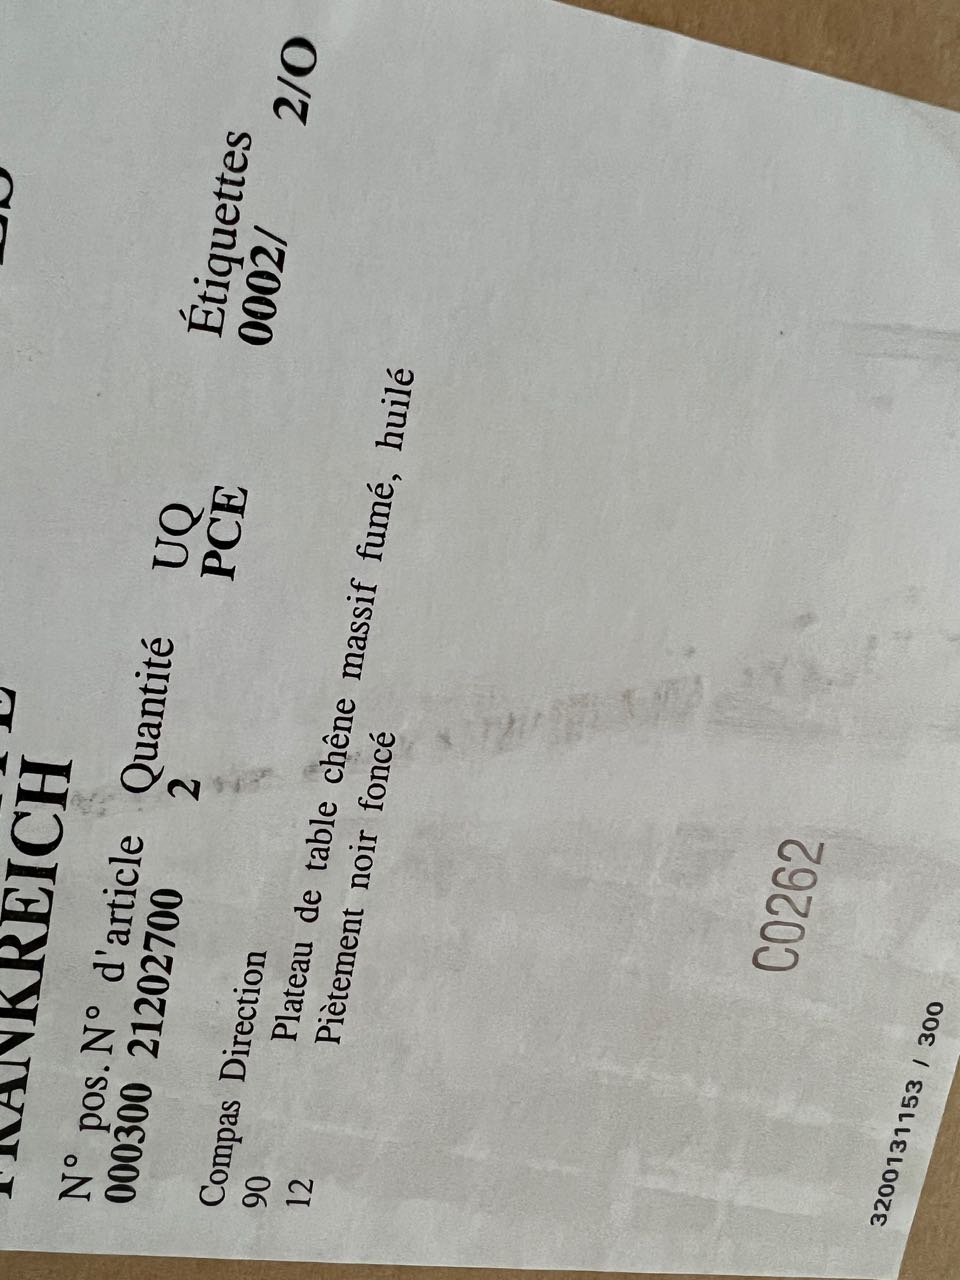 FRANKREICH
N° pos. N° d'article Quantité UQ Étiquettes
000300 21202700 2 PCE 0002/ 2/O
Compas Direction
90 Plateau de table chêne massif fumé, huilé
12 Piètement noir foncé
C0262
3200131153 / 300